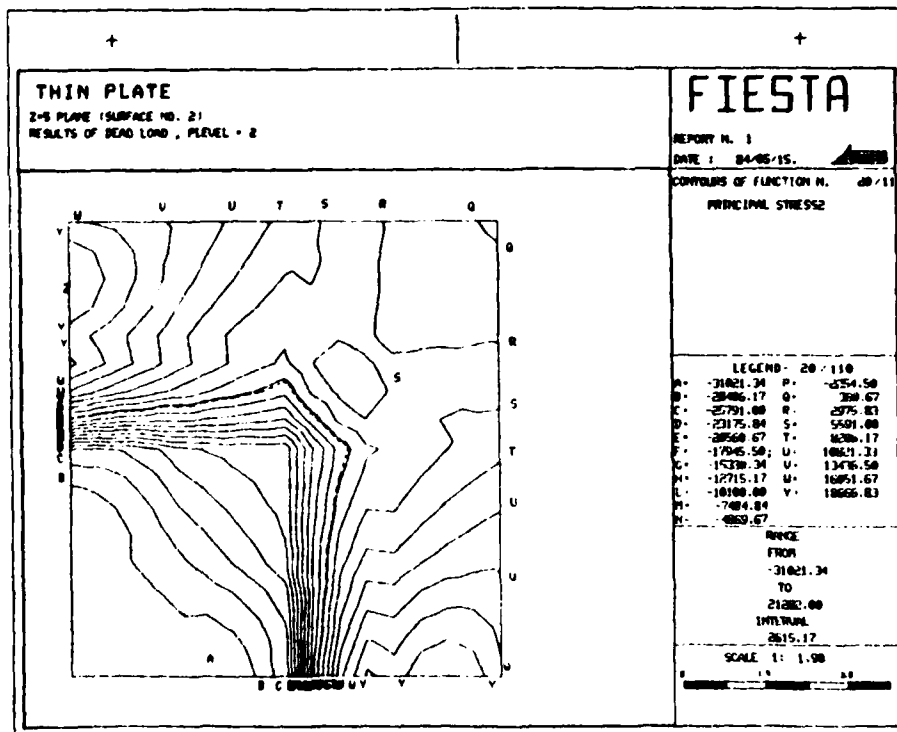 THIN PLATE
Z=5 PLANE (SURFACE NO. 2)
RESULTS OF DEAD LOAD , PLEVEL = 2
FIESTA
REPORT N. 1
DATE : 84/05/15.
CONTOURS OF FUNCTION N. 20/11
PRINCIPAL STRESS2
W V U T S R Q
Y
Q
Z
Y
Y
R
S
S
T
B
U
U
A
B C W Y Y Y
LEGEND- 20 / 110
A= -31021.34 P= -2354.50
B= -28406.17 Q= 260.67
C= -25791.00 R= 2875.83
D= -23175.84 S= 5591.00
E= -20560.67 T= 8206.17
F= -17945.50 U= 10821.33
G= -15330.34 V= 13436.50
H= -12715.17 W= 16051.67
L= -10100.00 Y= 18666.83
M= -7484.84
N= -4869.67
RANGE
FROM
-31021.34
TO
21282.00
INTERVAL
2615.17
SCALE 1: 1.98